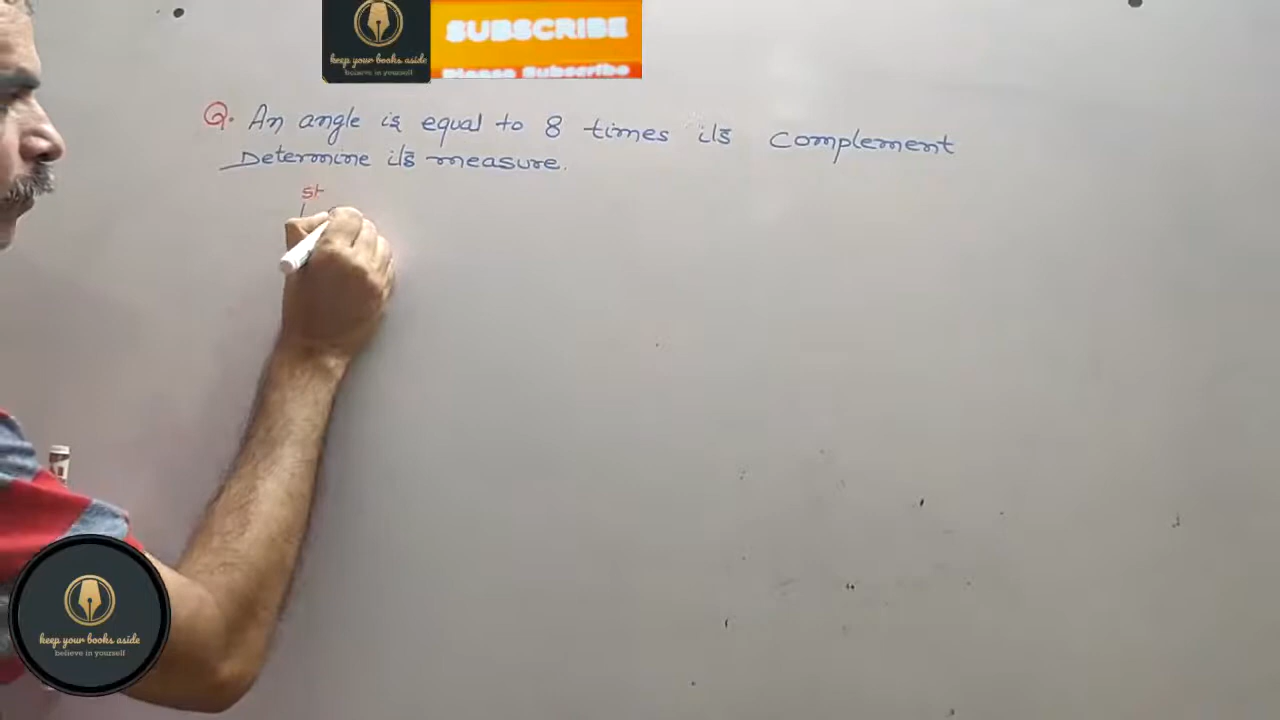 SUBSCRIBE
keep your books aside
believe in yourself
Please Subscribe
Q. An angle is equal to 8 times its complement
Determine its measure.
keep your books aside
believe in yourself